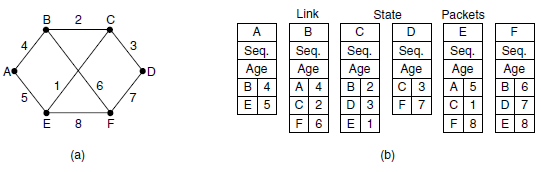 B 2 C
4 3
A D
1 6
5 7
E 8 F
(a)
Link State Packets
A B C D E F
Seq. Seq. Seq. Seq. Seq. Seq.
Age Age Age Age Age Age
B 4 A 4 B 2 C 3 A 5 B 6
E 5 C 2 D 3 F 7 C 1 D 7
F 6 E 1 F 8 E 8
(b)